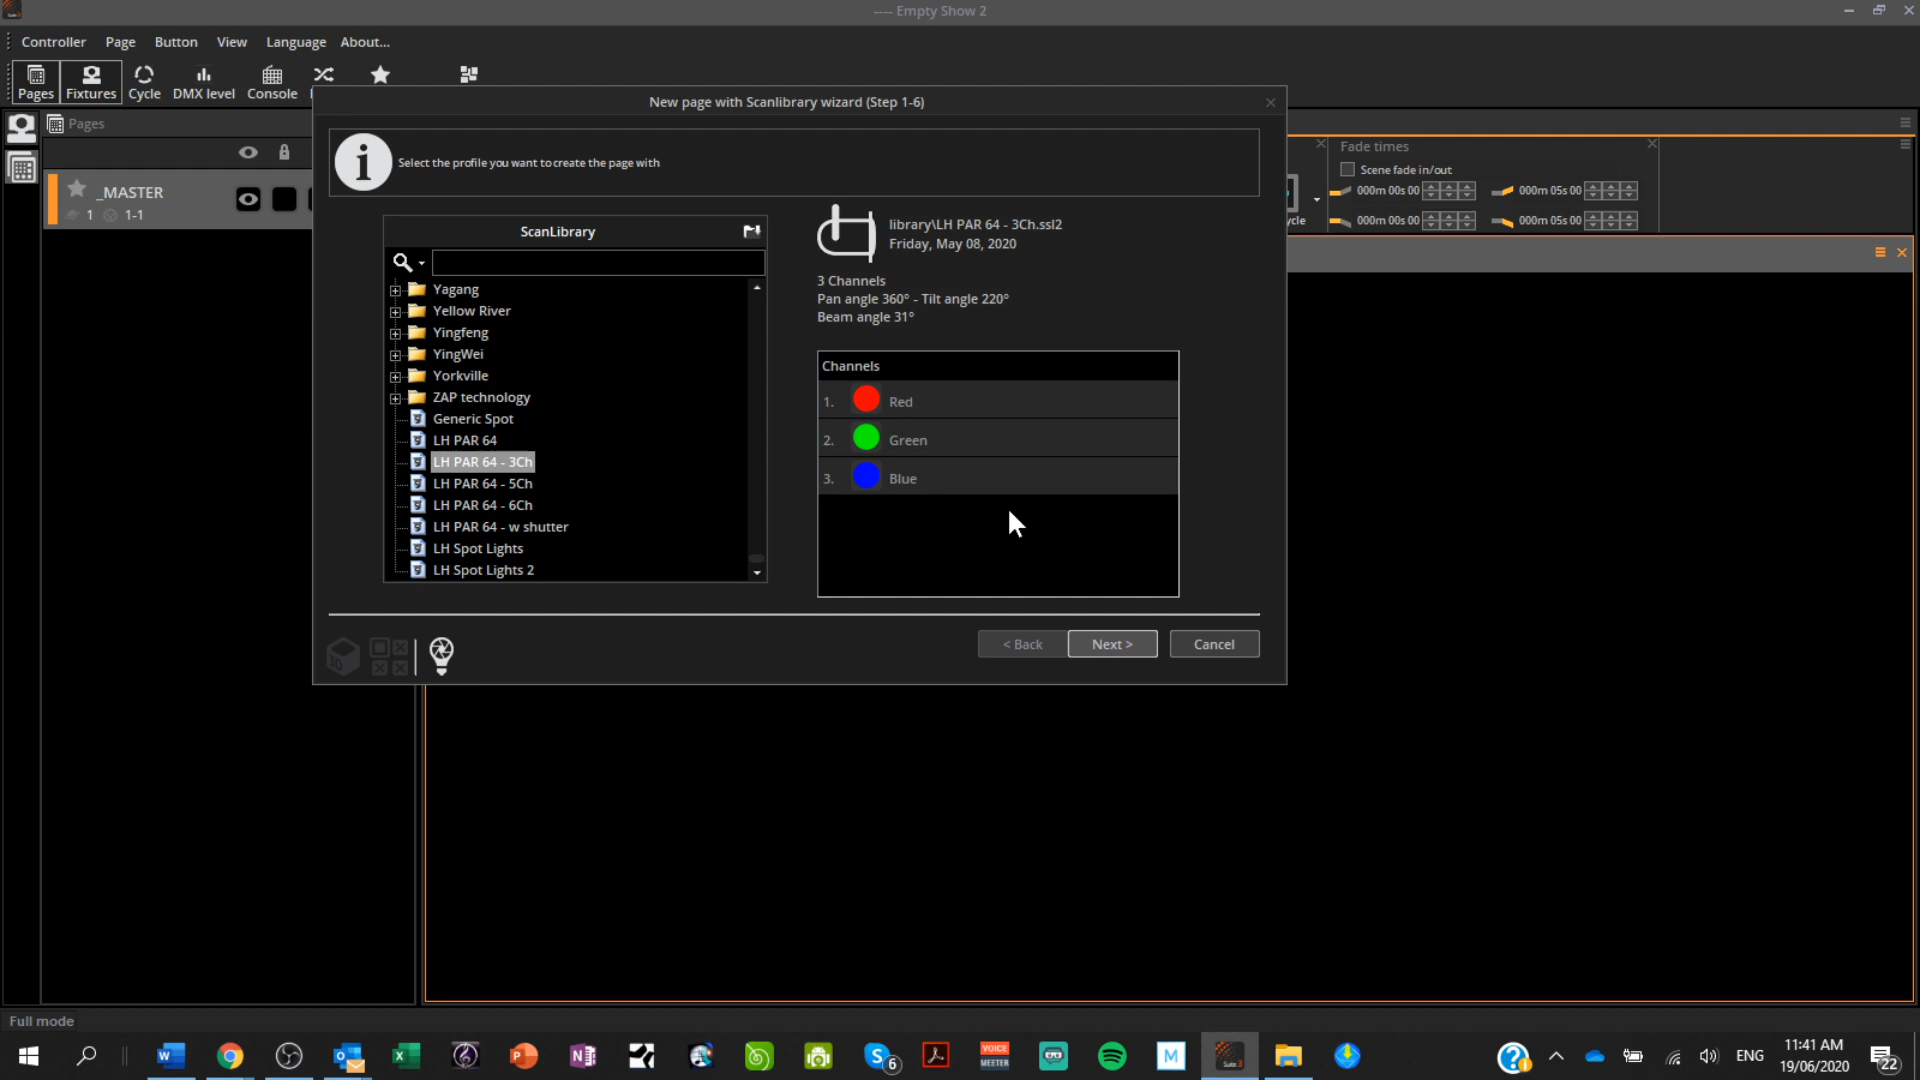 ---- Empty Show 2
Controller Page Button View Language About...
Pages Fixtures Cycle DMX level Console
Pages
_MASTER
1 1-1
New page with Scanlibrary wizard (Step 1-6)
Select the profile you want to create the page with
ScanLibrary
Yagang
Yellow River
Yingfeng
YingWei
Yorkville
ZAP technology
Generic Spot
LH PAR 64
LH PAR 64 - 3Ch
LH PAR 64 - 5Ch
LH PAR 64 - 6Ch
LH PAR 64 - w shutter
LH Spot Lights
LH Spot Lights 2
library\LH PAR 64 - 3Ch.ssl2
Friday, May 08, 2020
3 Channels
Pan angle 360° - Tilt angle 220°
Beam angle 31°
Channels
1. Red
2. Green
3. Blue
< Back Next > Cancel
Fade times
Scene fade in/out
000m 00s 00 000m 05s 00
000m 00s 00 000m 05s 00
Full mode
ENG
11:41 AM
19/06/2020
22
6
VOICE
MEETER